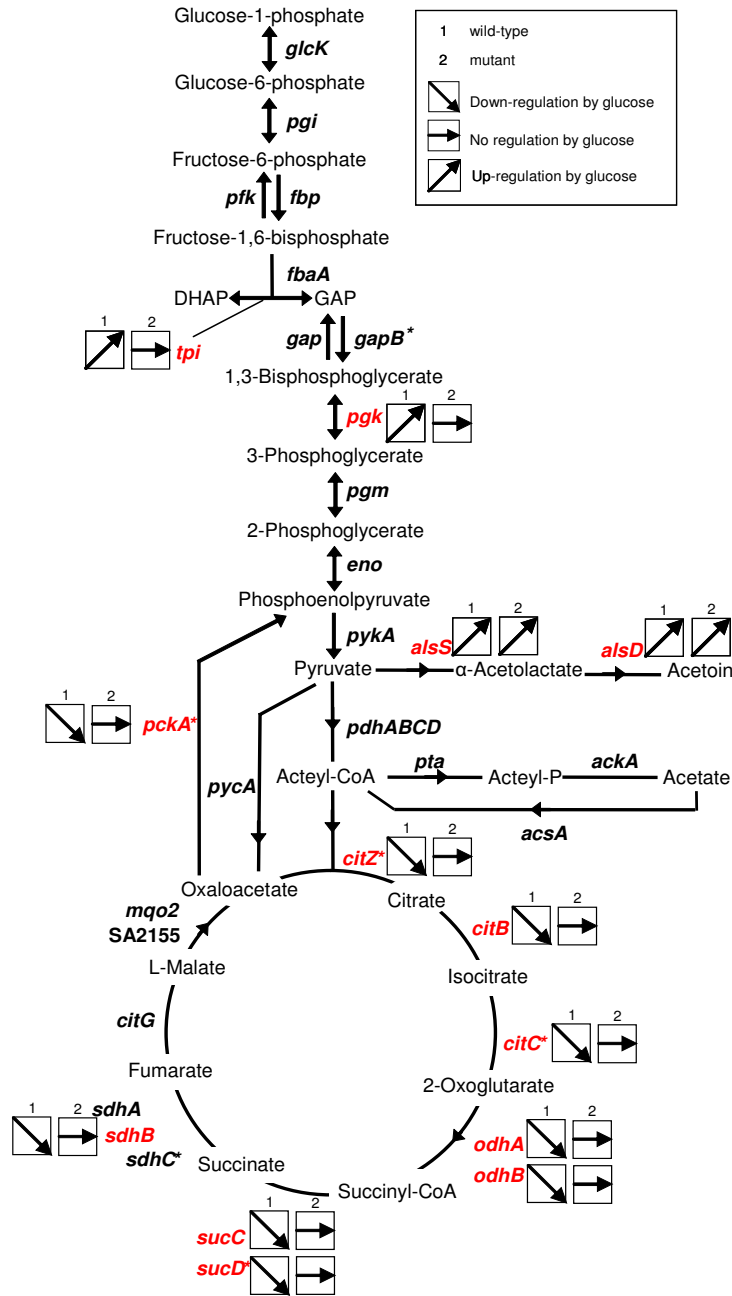 Glucose-1-phosphate
glcK
Glucose-6-phosphate
pgi
Fructose-6-phosphate
pfk fbp
Fructose-1,6-bisphosphate
fbaA
DHAP GAP
1 2
tpi
gap gapB*
1,3-Bisphosphoglycerate
1 2
pgk
3-Phosphoglycerate
pgm
2-Phosphoglycerate
eno
Phosphoenolpyruvate
pykA
1 2
alsS
1 2
alsD
Pyruvate α-Acetolactate Acetoin
1 2
pckA*
pdhABCD
pycA
Acteyl-CoA pta Acteyl-P ackA Acetate
acsA
1 2
citZ*
Oxaloacetate Citrate
mqo2
SA2155
1 2
citB
L-Malate Isocitrate
citG
1 2
citC*
Fumarate 2-Oxoglutarate
1 2
sdhA
sdhB
sdhC*
1 2
odhA
odhB
Succinate Succinyl-CoA
1 2
sucC
sucD*
1 wild-type
2 mutant
Down-regulation by glucose
No regulation by glucose
Up-regulation by glucose